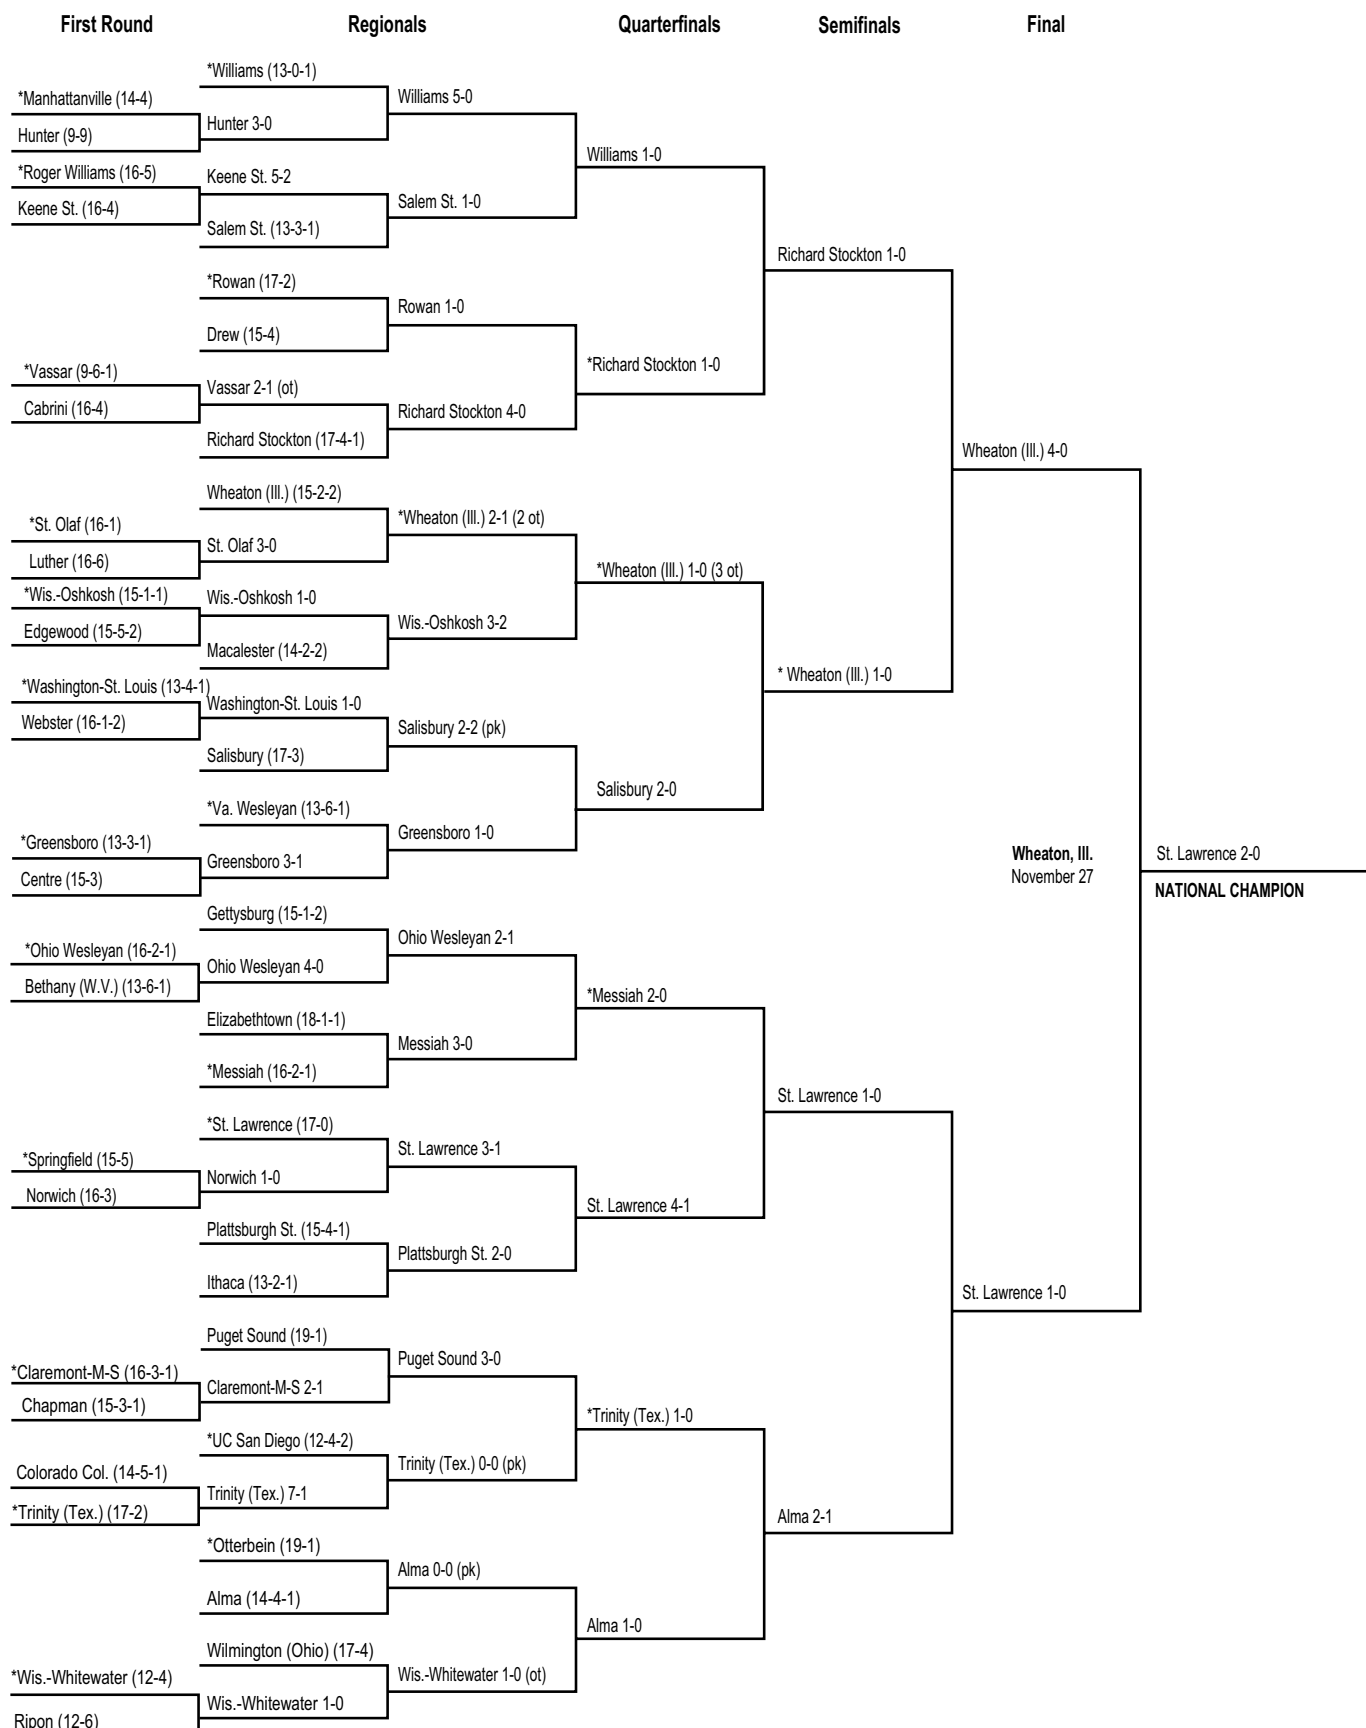 First Round
Regionals
Quarterfinals
Semifinals
Final
*Manhattanville (14-4)
Hunter (9-9)
*Roger Williams (16-5)
Keene St. (16-4)
*Vassar (9-6-1)
Cabrini (16-4)
*St. Olaf (16-1)
Luther (16-6)
*Wis.-Oshkosh (15-1-1)
Edgewood (15-5-2)
*Washington-St. Louis (13-4-1)
Webster (16-1-2)
*Greensboro (13-3-1)
Centre (15-3)
*Ohio Wesleyan (16-2-1)
Bethany (W.V.) (13-6-1)
*Springfield (15-5)
Norwich (16-3)
*Claremont-M-S (16-3-1)
Chapman (15-3-1)
Colorado Col. (14-5-1)
*Trinity (Tex.) (17-2)
*Wis.-Whitewater (12-4)
Ripon (12-6)
*Williams (13-0-1)
Hunter 3-0
Keene St. 5-2
Salem St. (13-3-1)
*Rowan (17-2)
Drew (15-4)
Vassar 2-1 (ot)
Richard Stockton (17-4-1)
Wheaton (Ill.) (15-2-2)
St. Olaf 3-0
Wis.-Oshkosh 1-0
Macalester (14-2-2)
Washington-St. Louis 1-0
Salisbury (17-3)
*Va. Wesleyan (13-6-1)
Greensboro 3-1
Gettysburg (15-1-2)
Ohio Wesleyan 4-0
Elizabethtown (18-1-1)
*Messiah (16-2-1)
*St. Lawrence (17-0)
Norwich 1-0
Plattsburgh St. (15-4-1)
Ithaca (13-2-1)
Puget Sound (19-1)
Claremont-M-S 2-1
*UC San Diego (12-4-2)
Trinity (Tex.) 7-1
*Otterbein (19-1)
Alma (14-4-1)
Wilmington (Ohio) (17-4)
Wis.-Whitewater 1-0
Williams 5-0
Salem St. 1-0
Rowan 1-0
Richard Stockton 4-0
*Wheaton (Ill.) 2-1 (2 ot)
Wis.-Oshkosh 3-2
Salisbury 2-2 (pk)
Greensboro 1-0
Ohio Wesleyan 2-1
Messiah 3-0
St. Lawrence 3-1
Plattsburgh St. 2-0
Puget Sound 3-0
Trinity (Tex.) 0-0 (pk)
Alma 0-0 (pk)
Wis.-Whitewater 1-0 (ot)
Williams 1-0
*Richard Stockton 1-0
*Wheaton (Ill.) 1-0 (3 ot)
Salisbury 2-0
*Messiah 2-0
St. Lawrence 4-1
*Trinity (Tex.) 1-0
Alma 1-0
Richard Stockton 1-0
* Wheaton (Ill.) 1-0
St. Lawrence 1-0
Alma 2-1
Wheaton (Ill.) 4-0
St. Lawrence 1-0
Wheaton, Ill.
November 27
St. Lawrence 2-0
NATIONAL CHAMPION